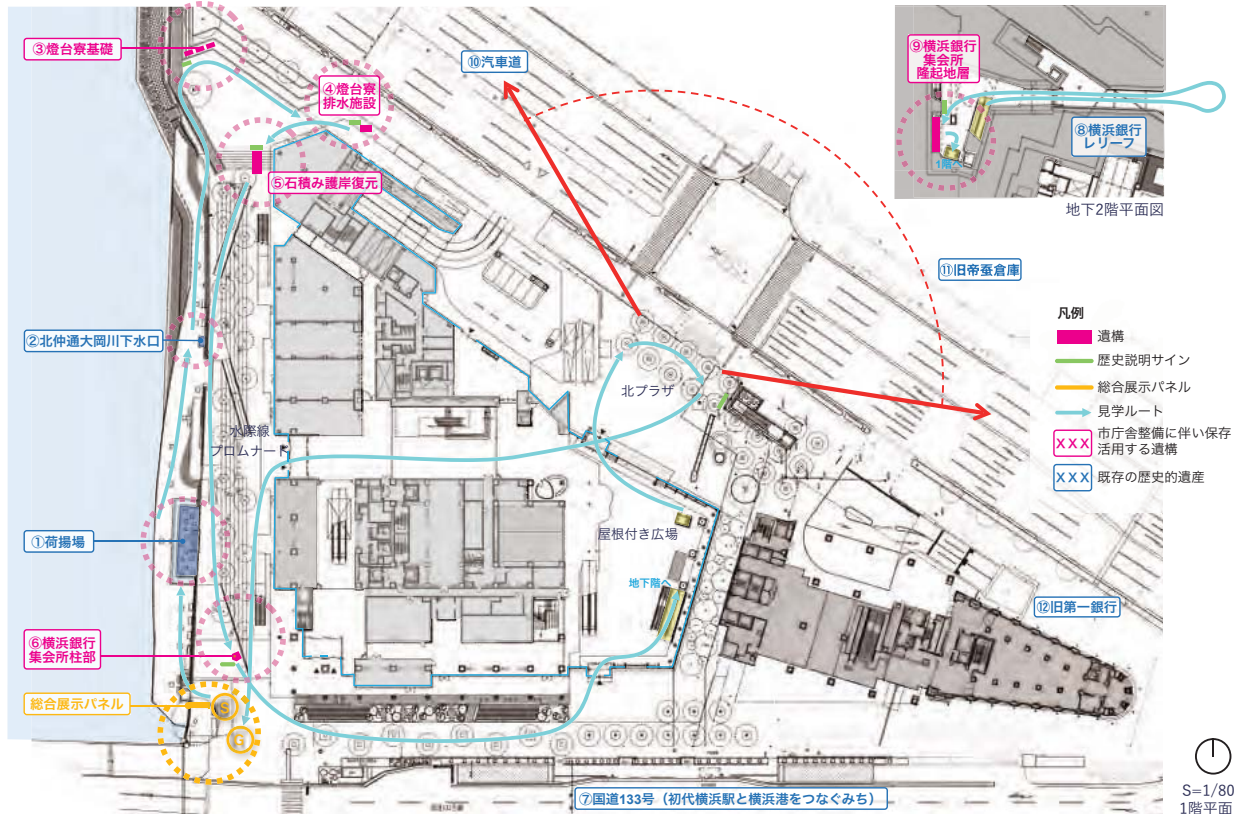 ③燈台寮基礎
④燈台寮
排水施設
⑤石積み護岸復元
⑩汽車道
⑨横浜銀行
集会所
隆起地層
⑧横浜銀行
レリーフ
1階へ
地下2階平面図
⑪旧帝蚕倉庫
②北仲通大岡川下水口
水際線
プロムナード
北プラザ
凡例
遺構
歴史説明サイン
総合展示パネル
見学ルート
XXX
市庁舎整備に伴い保存
活用する遺構
XXX
既存の歴史的遺産
①荷揚場
屋根付き広場
地下階へ
⑫旧第一銀行
⑥横浜銀行
集会所柱部
総合展示パネル
S
G
⑦国道133号（初代横浜駅と横浜港をつなぐみち）
S=1/80
1階平面